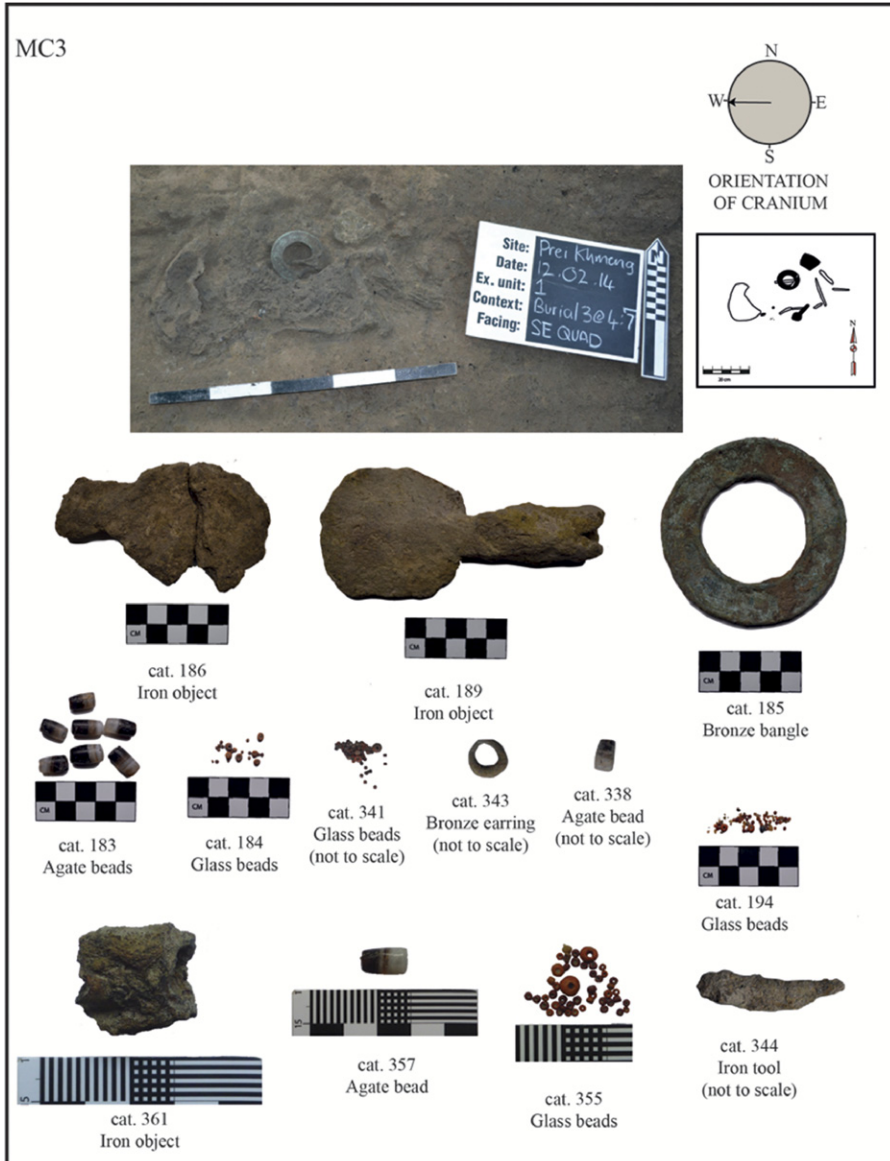 MC3
N
W
E
S
ORIENTATION
OF CRANIUM
Site: Prei Khmeng
Date: 12.02.14
Ex. unit: 1
Context: Burial 3@4:7
Facing: SE QUAD
N
20 cm
CM
cat. 186
Iron object
CM
cat. 189
Iron object
CM
cat. 185
Bronze bangle
CM
cat. 183
Agate beads
CM
cat. 184
Glass beads
cat. 341
Glass beads
(not to scale)
cat. 343
Bronze earring
(not to scale)
cat. 338
Agate bead
(not to scale)
CM
cat. 194
Glass beads
1
5
cat. 361
Iron object
1
15
cat. 357
Agate bead
cat. 355
Glass beads
cat. 344
Iron tool
(not to scale)